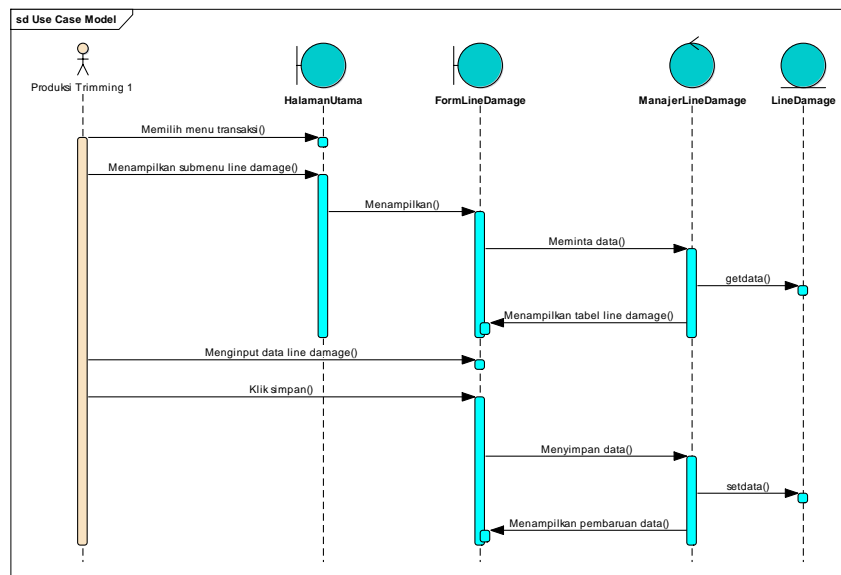 sd Use Case Model
Produksi Trimming 1
HalamanUtama
FormLineDamage
ManajerLineDamage
LineDamage
Memilih menu transaksi()
Menampilkan submenu line damage()
Menampilkan()
Meminta data()
getdata()
Menampilkan tabel line damage()
Menginput data line damage()
Klik simpan()
Menyimpan data()
setdata()
Menampilkan pembaruan data()